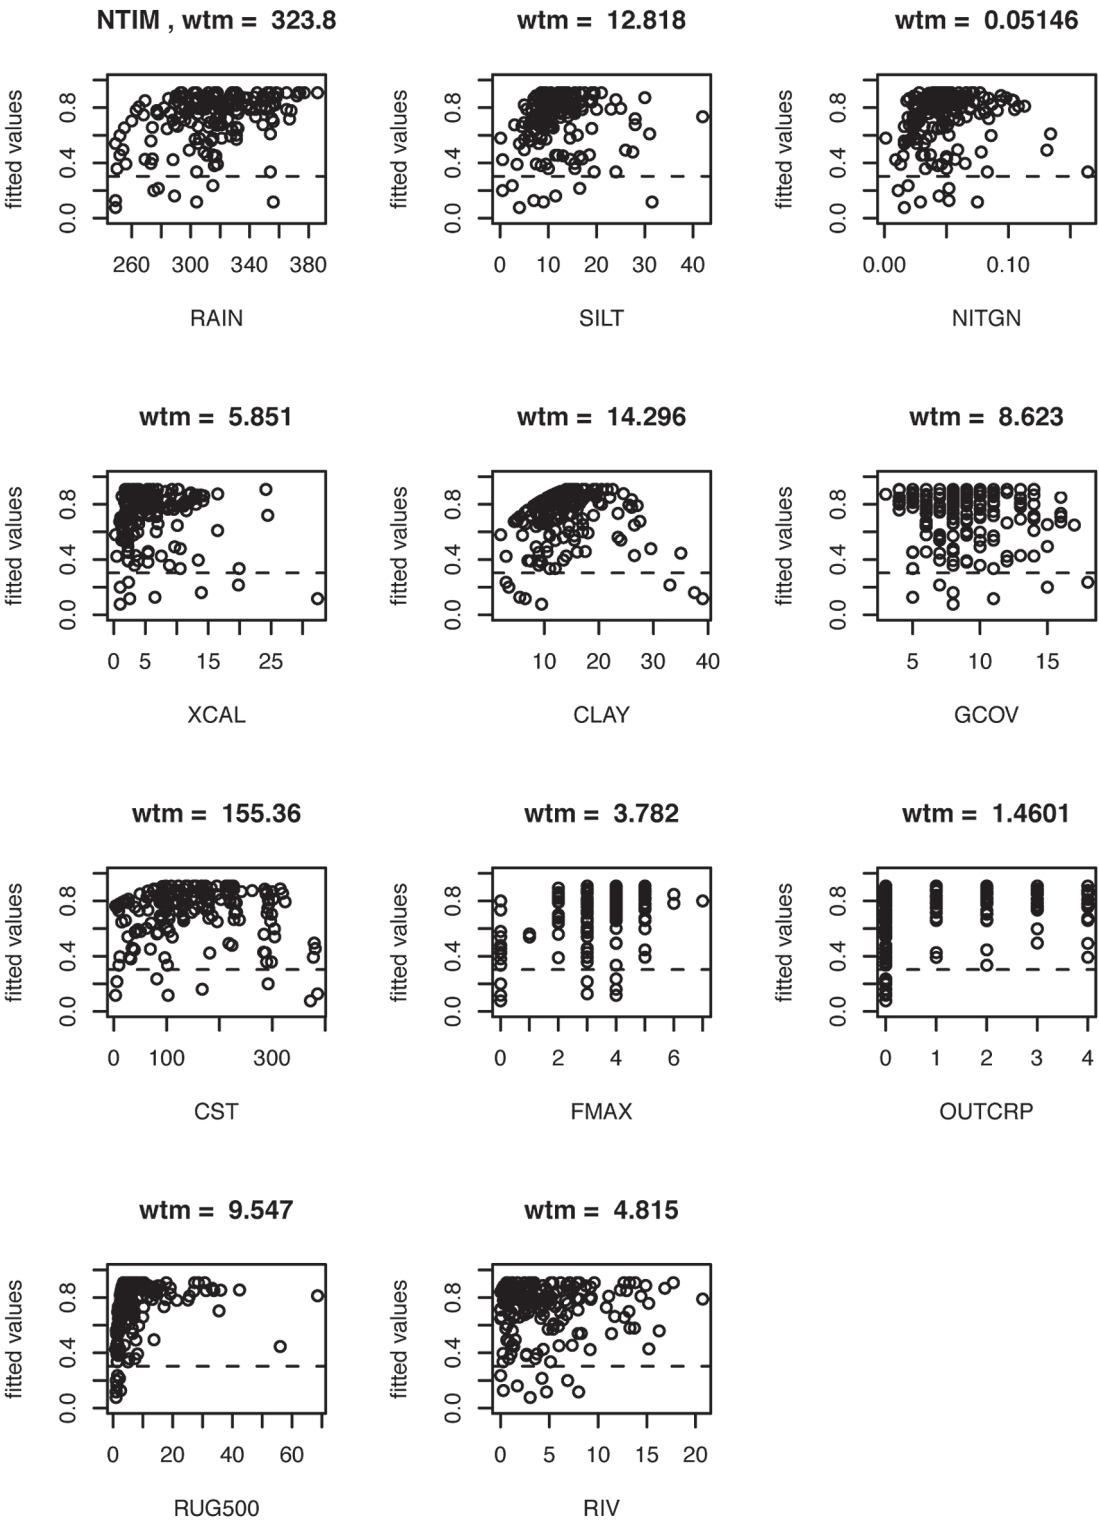 NTIM , wtm = 323.8
wtm = 12.818
wtm = 0.05146
fitted values
0.0 0.4 0.8
260 300 340 380
RAIN
fitted values
0.0 0.4 0.8
0 10 20 30 40
SILT
fitted values
0.0 0.4 0.8
0.00 0.10
NITGN
wtm = 5.851
wtm = 14.296
wtm = 8.623
fitted values
0.0 0.4 0.8
0 5 15 25
XCAL
fitted values
0.0 0.4 0.8
10 20 30 40
CLAY
fitted values
0.0 0.4 0.8
5 10 15
GCOV
wtm = 155.36
wtm = 3.782
wtm = 1.4601
fitted values
0.0 0.4 0.8
0 100 300
CST
fitted values
0.0 0.4 0.8
0 2 4 6
FMAX
fitted values
0.0 0.4 0.8
0 1 2 3 4
OUTCRP
wtm = 9.547
wtm = 4.815
fitted values
0.0 0.4 0.8
0 20 40 60
RUG500
fitted values
0.0 0.4 0.8
0 5 10 15 20
RIV